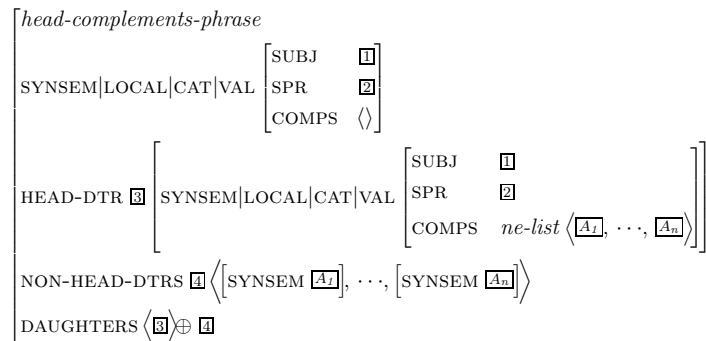 head-complements-phrase
SUBJ 1
SYNSEM|LOCAL|CAT|VAL SPR 2
COMPS ⟨⟩
SUBJ 1
HEAD-DTR 3 SYNSEM|LOCAL|CAT|VAL SPR 2
COMPS ne-list ⟨A1, ···, An⟩
NON-HEAD-DTRS 4 ⟨[SYNSEM A1], ···, [SYNSEM An]⟩
DAUGHTERS ⟨3⟩ ⊕ 4